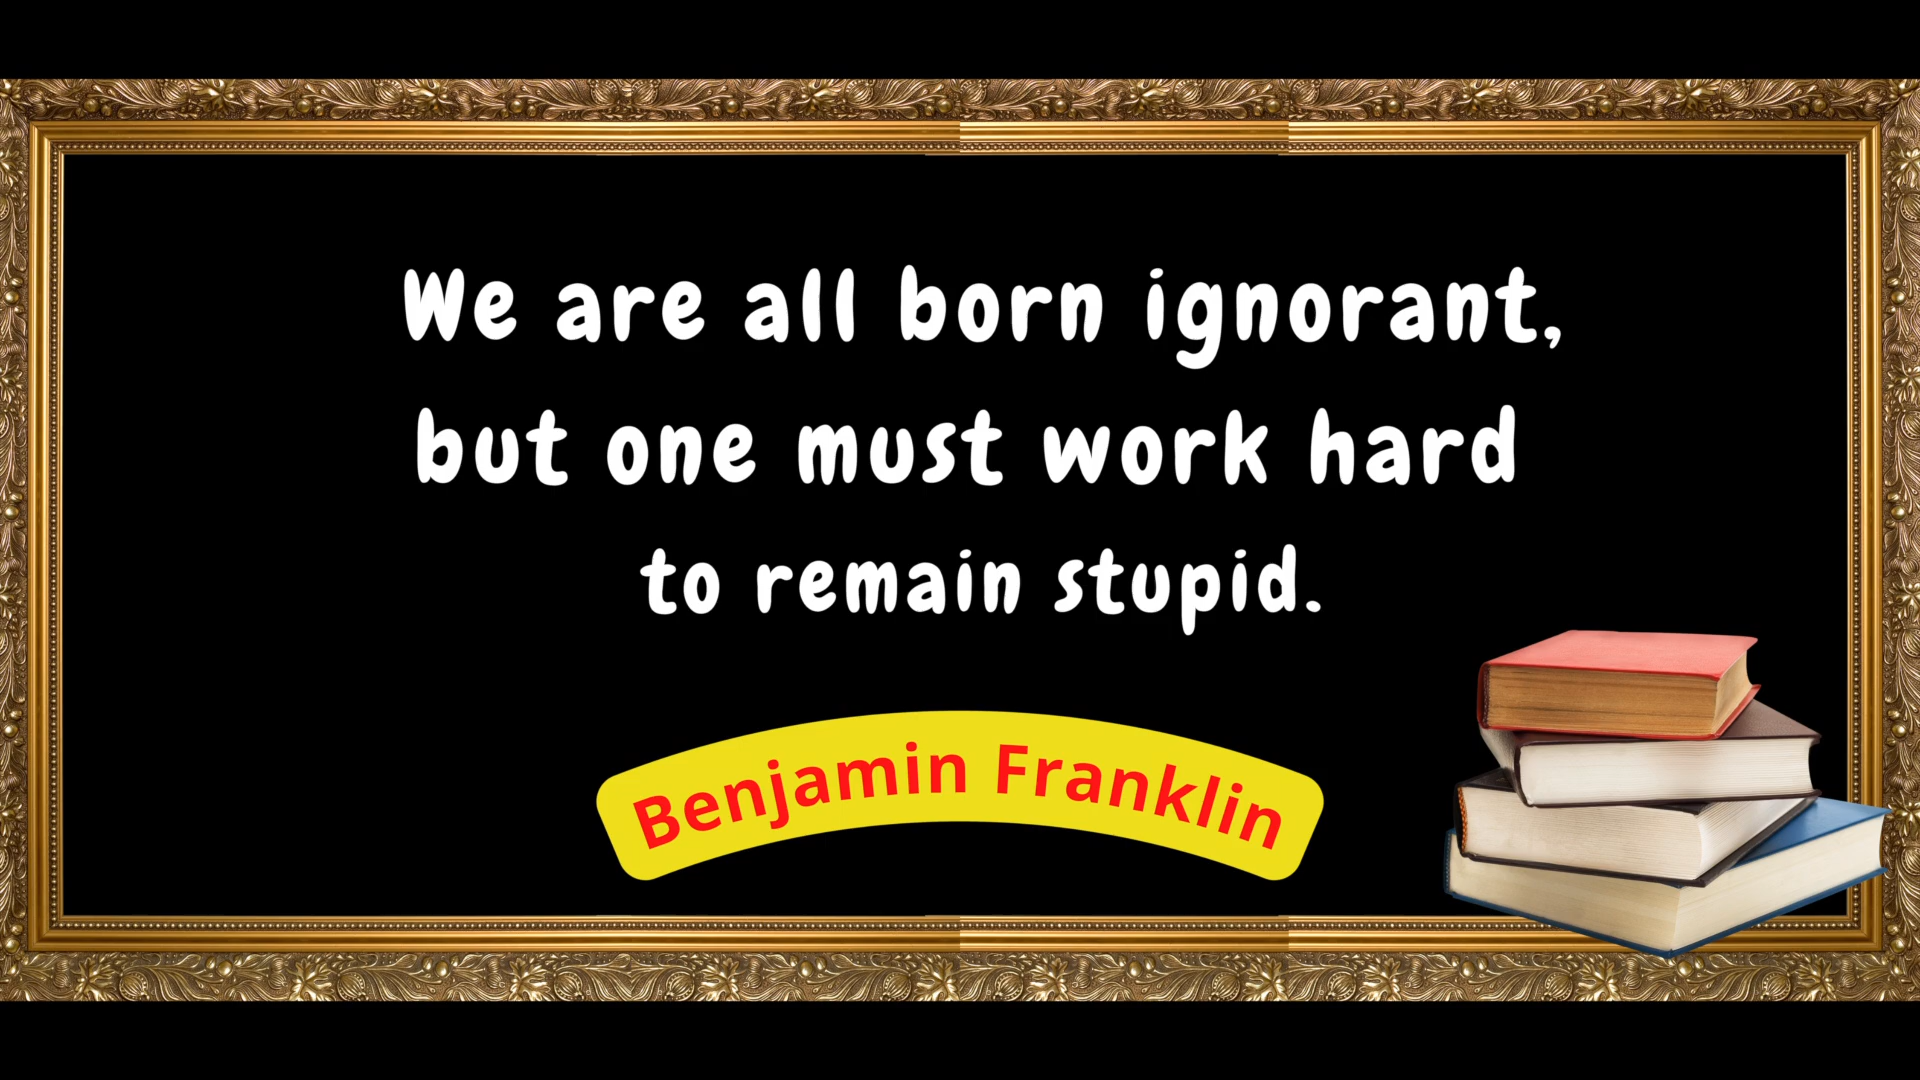 We are all born ignorant,
but one must work hard
to remain stupid.
Benjamin Franklin